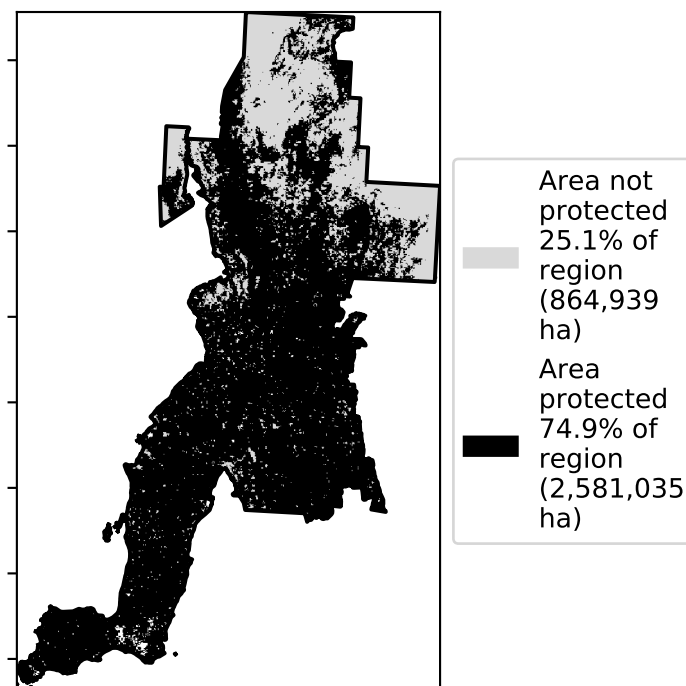 Area not
protected
25.1% of
region
(864,939
ha)
Area
protected
74.9% of
region
(2,581,035
ha)